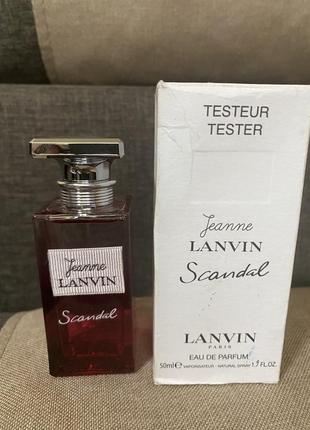 Jeanne
LANVIN
Scandal
TESTEUR
TESTER
Jeanne
LANVIN
Scandal
LANVIN
PARIS
EAU DE PARFUM
50ml℮ VAPORISATEUR - NATURAL SPRAY 1.7 FL.OZ.